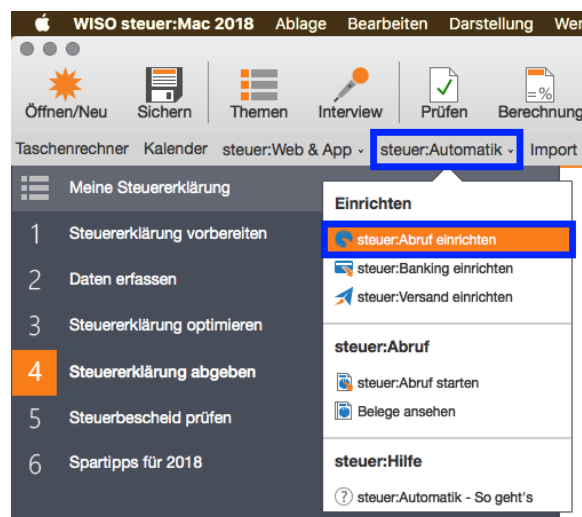 WISO steuer:Mac 2018 Ablage Bearbeiten Darstellung
Öffnen/Neu Sichern Themen Interview Prüfen Berechnung
Taschenrechner Kalender steuer:Web & App steuer:Automatik Import
Meine Steuererklärung
1 Steuererklärung vorbereiten
2 Daten erfassen
3 Steuererklärung optimieren
4 Steuererklärung abgeben
5 Steuerbescheid prüfen
6 Spartipps für 2018
Einrichten
steuer:Abruf einrichten
steuer:Banking einrichten
steuer:Versand einrichten
steuer:Abruf
steuer:Abruf starten
Belege ansehen
steuer:Hilfe
? steuer:Automatik - So geht's